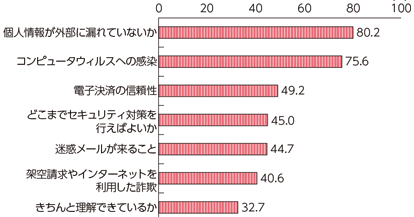 0 20 40 60 80 100
個人情報が外部に漏れていないか 80.2
コンピュータウィルスへの感染 75.6
電子決済の信頼性 49.2
どこまでセキュリティ対策を
行えばよいか 45.0
迷惑メールが来ること 44.7
架空請求やインターネットを
利用した詐欺 40.6
きちんと理解できているか 32.7